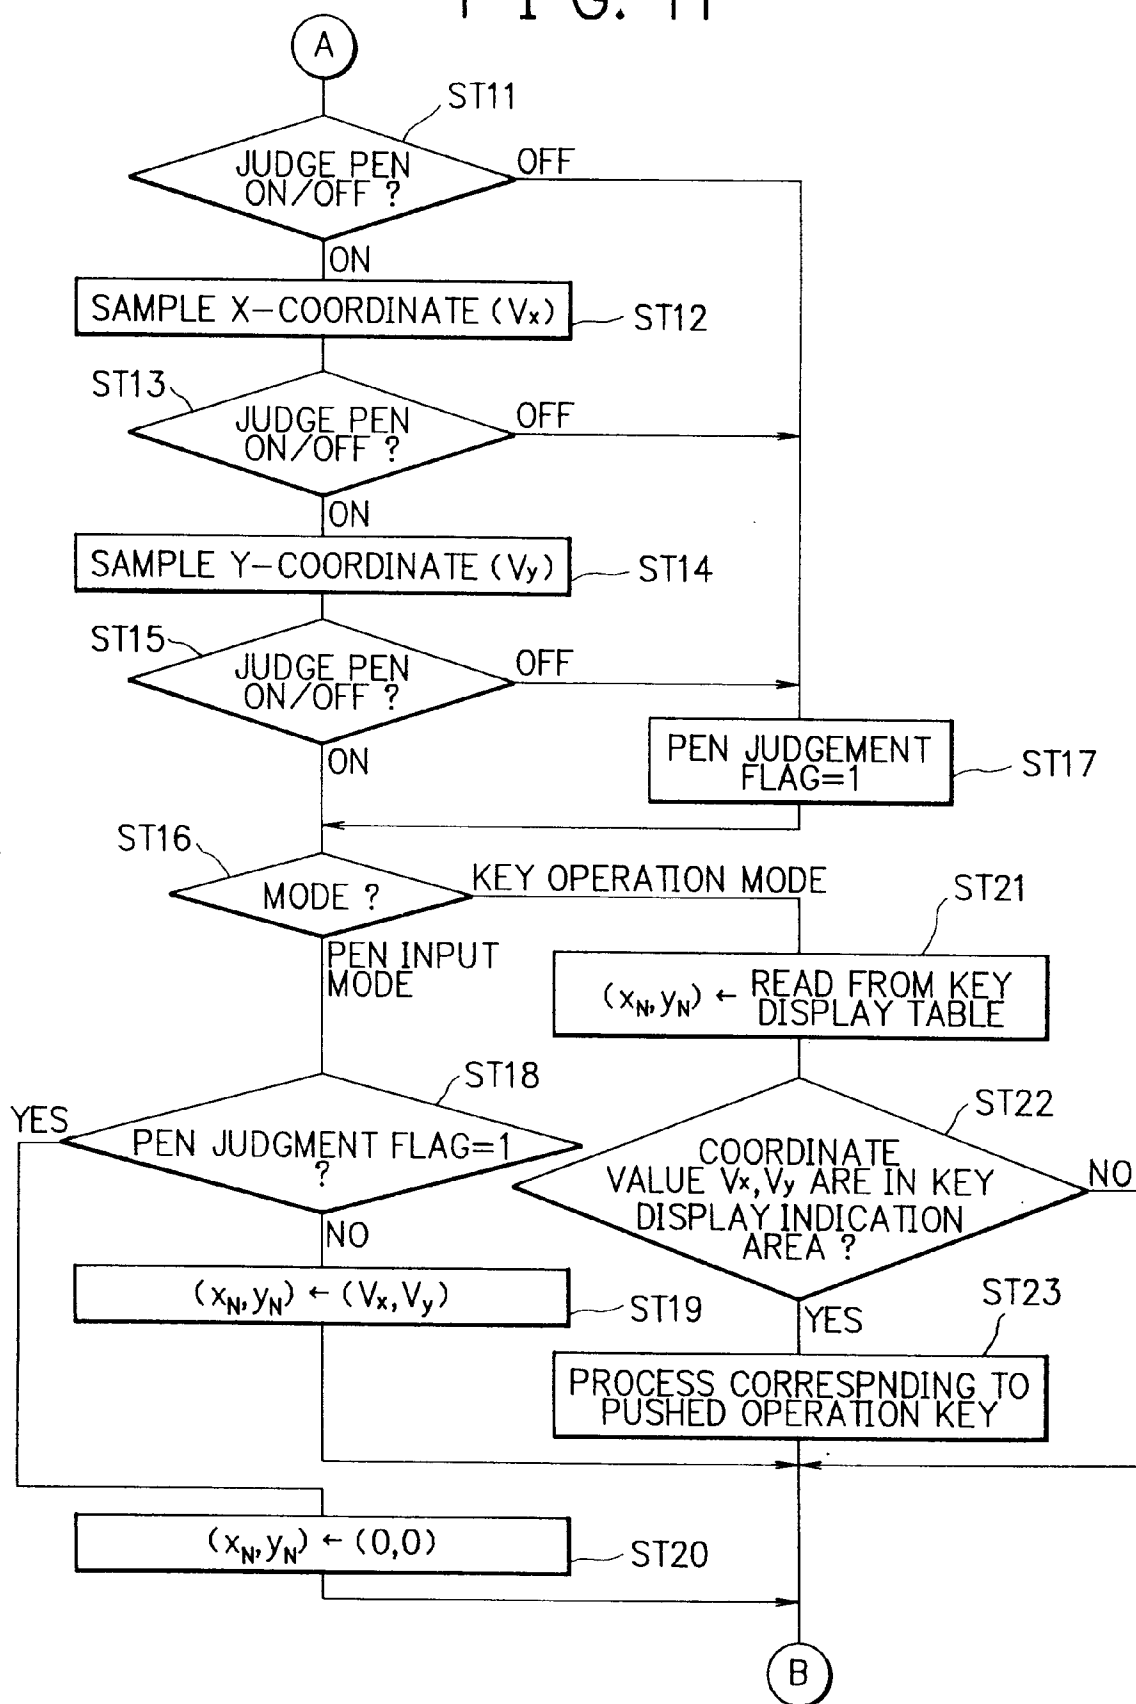 FIG. 11
A
ST11
JUDGE PEN
ON/OFF ?
OFF
ON
SAMPLE X-COORDINATE (Vx)
ST12
ST13
JUDGE PEN
ON/OFF ?
OFF
ON
SAMPLE Y-COORDINATE (Vy)
ST14
ST15
JUDGE PEN
ON/OFF ?
OFF
ON
PEN JUDGEMENT
FLAG=1
ST17
ST16
MODE ?
KEY OPERATION MODE
PEN INPUT
MODE
ST21
(xN, yN) ← READ FROM KEY
DISPLAY TABLE
ST18
YES
PEN JUDGMENT FLAG=1
?
NO
ST22
COORDINATE
VALUE Vx, Vy ARE IN KEY
DISPLAY INDICATION
AREA ?
NO
YES
(xN, yN) ← (Vx, Vy)
ST19
ST23
PROCESS CORRESPNDING TO
PUSHED OPERATION KEY
(xN, yN) ← (0,0)
ST20
B